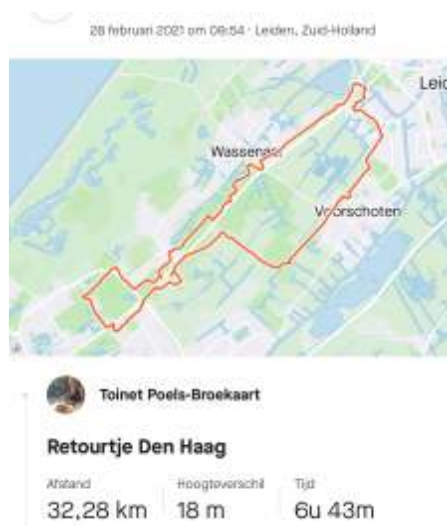 28 februari 2021 om 09:54 · Leiden, Zuid-Holland
Leid
Wassenaar
Voorschoten
Toinet Poels-Broekaart
Retourtje Den Haag
Afstand Hoogteverschil Tijd
32,28 km 18 m 6u 43m